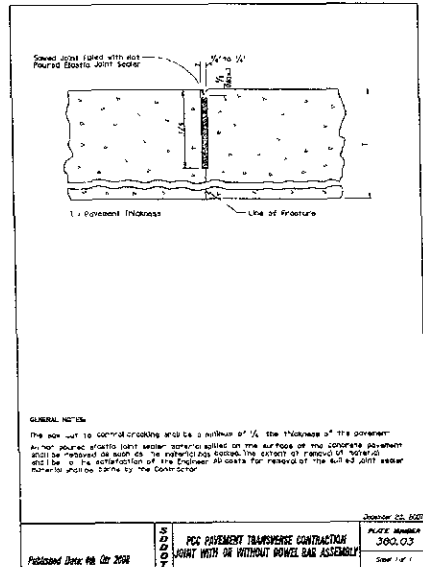 Sawed Joint filled with Hot
Poured Elastic Joint Sealer
to 1/4"
(Max.)
T
T = Pavement Thickness
Line of Fracture
GENERAL NOTES:
The saw cut to control cracking shall be a minimum of 1/4 the thickness of the pavement
Any hot poured elastic joint sealer material spilled on the surface of the concrete pavement
shall be removed as soon as the material has cooled. The extent of removal of material
shall be to the satisfaction of the Engineer. All costs for removal of the spilled joint sealer
material shall be borne by the Contractor
December 23,
Published Date: 4th Qtr 2008
SDDOT
PCC PAVEMENT TRANSVERSE CONTRACTION
JOINT WITH OR WITHOUT DOWEL BAR ASSEMBLY
PLATE NUMBER
380.03
Sheet 1 of 1